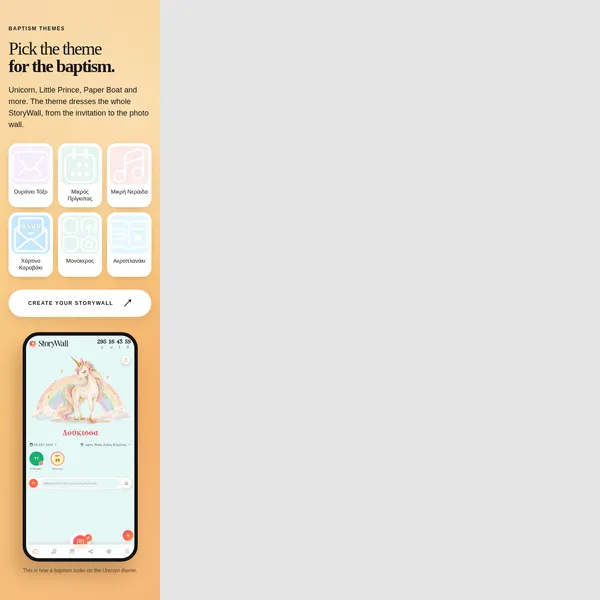 BAPTISM THEMES
Pick the theme
for the baptism.
Unicorn, Little Prince, Paper Boat and
more. The theme dresses the whole
StoryWall, from the invitation to the photo
wall.
Ουράνιο Τόξο
Μικρός
Πρίγκιπας
Μικρή Νεράιδα
RSVP
Χάρτινο
Καραβάκι
Μονόκερος
Αεροπλανάκι
CREATE YOUR STORYWALL
StoryWall
295 16 43 59
Δούκισσα
This is how a baptism looks on the Unicorn theme.